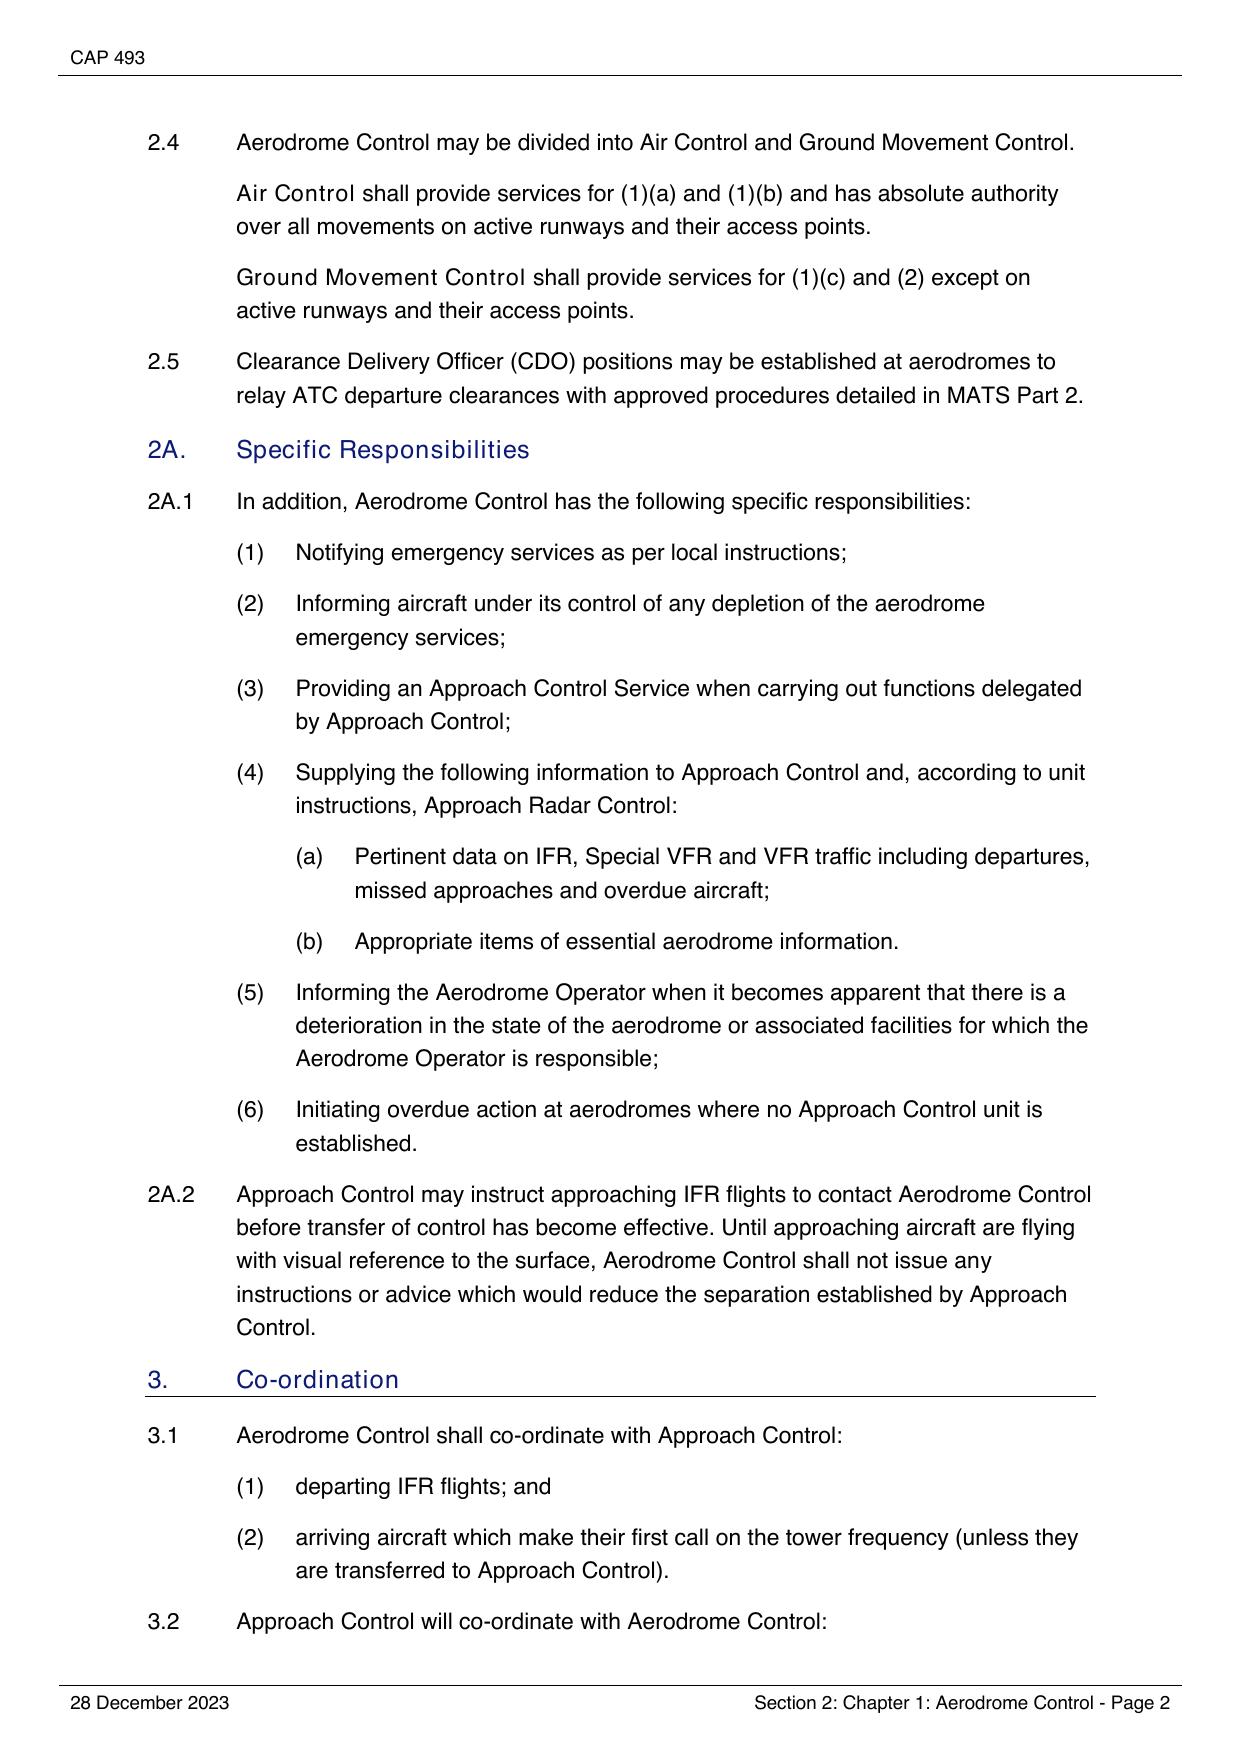 CAP 493
2.4 Aerodrome Control may be divided into Air Control and Ground Movement Control.
Air Control shall provide services for (1)(a) and (1)(b) and has absolute authority
over all movements on active runways and their access points.
Ground Movement Control shall provide services for (1)(c) and (2) except on
active runways and their access points.
2.5 Clearance Delivery Officer (CDO) positions may be established at aerodromes to
relay ATC departure clearances with approved procedures detailed in MATS Part 2.
2A. Specific Responsibilities
2A.1 In addition, Aerodrome Control has the following specific responsibilities:
(1) Notifying emergency services as per local instructions;
(2) Informing aircraft under its control of any depletion of the aerodrome
emergency services;
(3) Providing an Approach Control Service when carrying out functions delegated
by Approach Control;
(4) Supplying the following information to Approach Control and, according to unit
instructions, Approach Radar Control:
(a) Pertinent data on IFR, Special VFR and VFR traffic including departures,
missed approaches and overdue aircraft;
(b) Appropriate items of essential aerodrome information.
(5) Informing the Aerodrome Operator when it becomes apparent that there is a
deterioration in the state of the aerodrome or associated facilities for which the
Aerodrome Operator is responsible;
(6) Initiating overdue action at aerodromes where no Approach Control unit is
established.
2A.2 Approach Control may instruct approaching IFR flights to contact Aerodrome Control
before transfer of control has become effective. Until approaching aircraft are flying
with visual reference to the surface, Aerodrome Control shall not issue any
instructions or advice which would reduce the separation established by Approach
Control.
3. Co-ordination
3.1 Aerodrome Control shall co-ordinate with Approach Control:
(1) departing IFR flights; and
(2) arriving aircraft which make their first call on the tower frequency (unless they
are transferred to Approach Control).
3.2 Approach Control will co-ordinate with Aerodrome Control:
28 December 2023 Section 2: Chapter 1: Aerodrome Control - Page 2